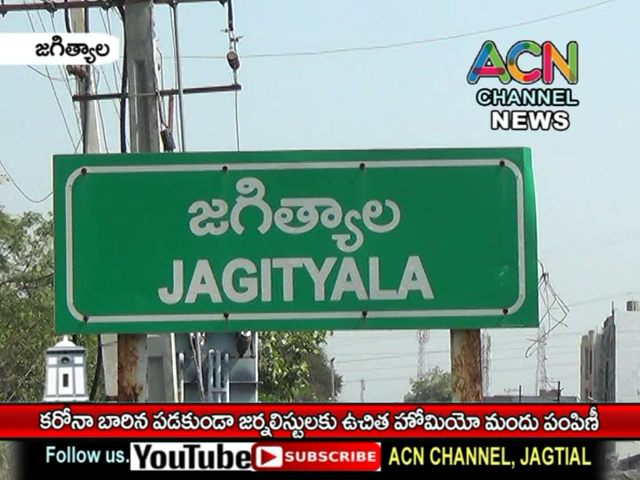 జగిత్యాల
ACN
CHANNEL
NEWS
జగిత్యాల
JAGITYALA
కరోనా బారిన పడకుండా జర్నలిస్టులకు ఉచిత హోమియో మందు పంపిణీ
Follow us. YouTube SUBSCRIBE ACN CHANNEL, JAGTIAL